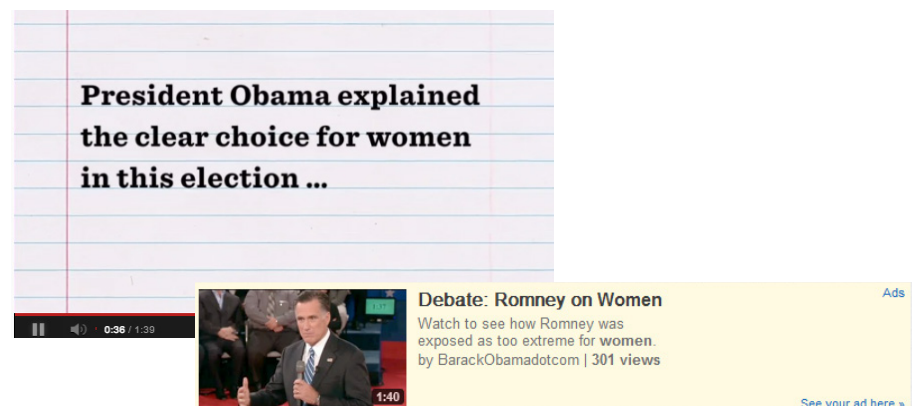 President Obama explained
the clear choice for women
in this election ...
0:36 / 1:39
1:37
1:40
Debate: Romney on Women
Ads
Watch to see how Romney was
exposed as too extreme for women.
by BarackObamadotcom | 301 views
See your ad here »